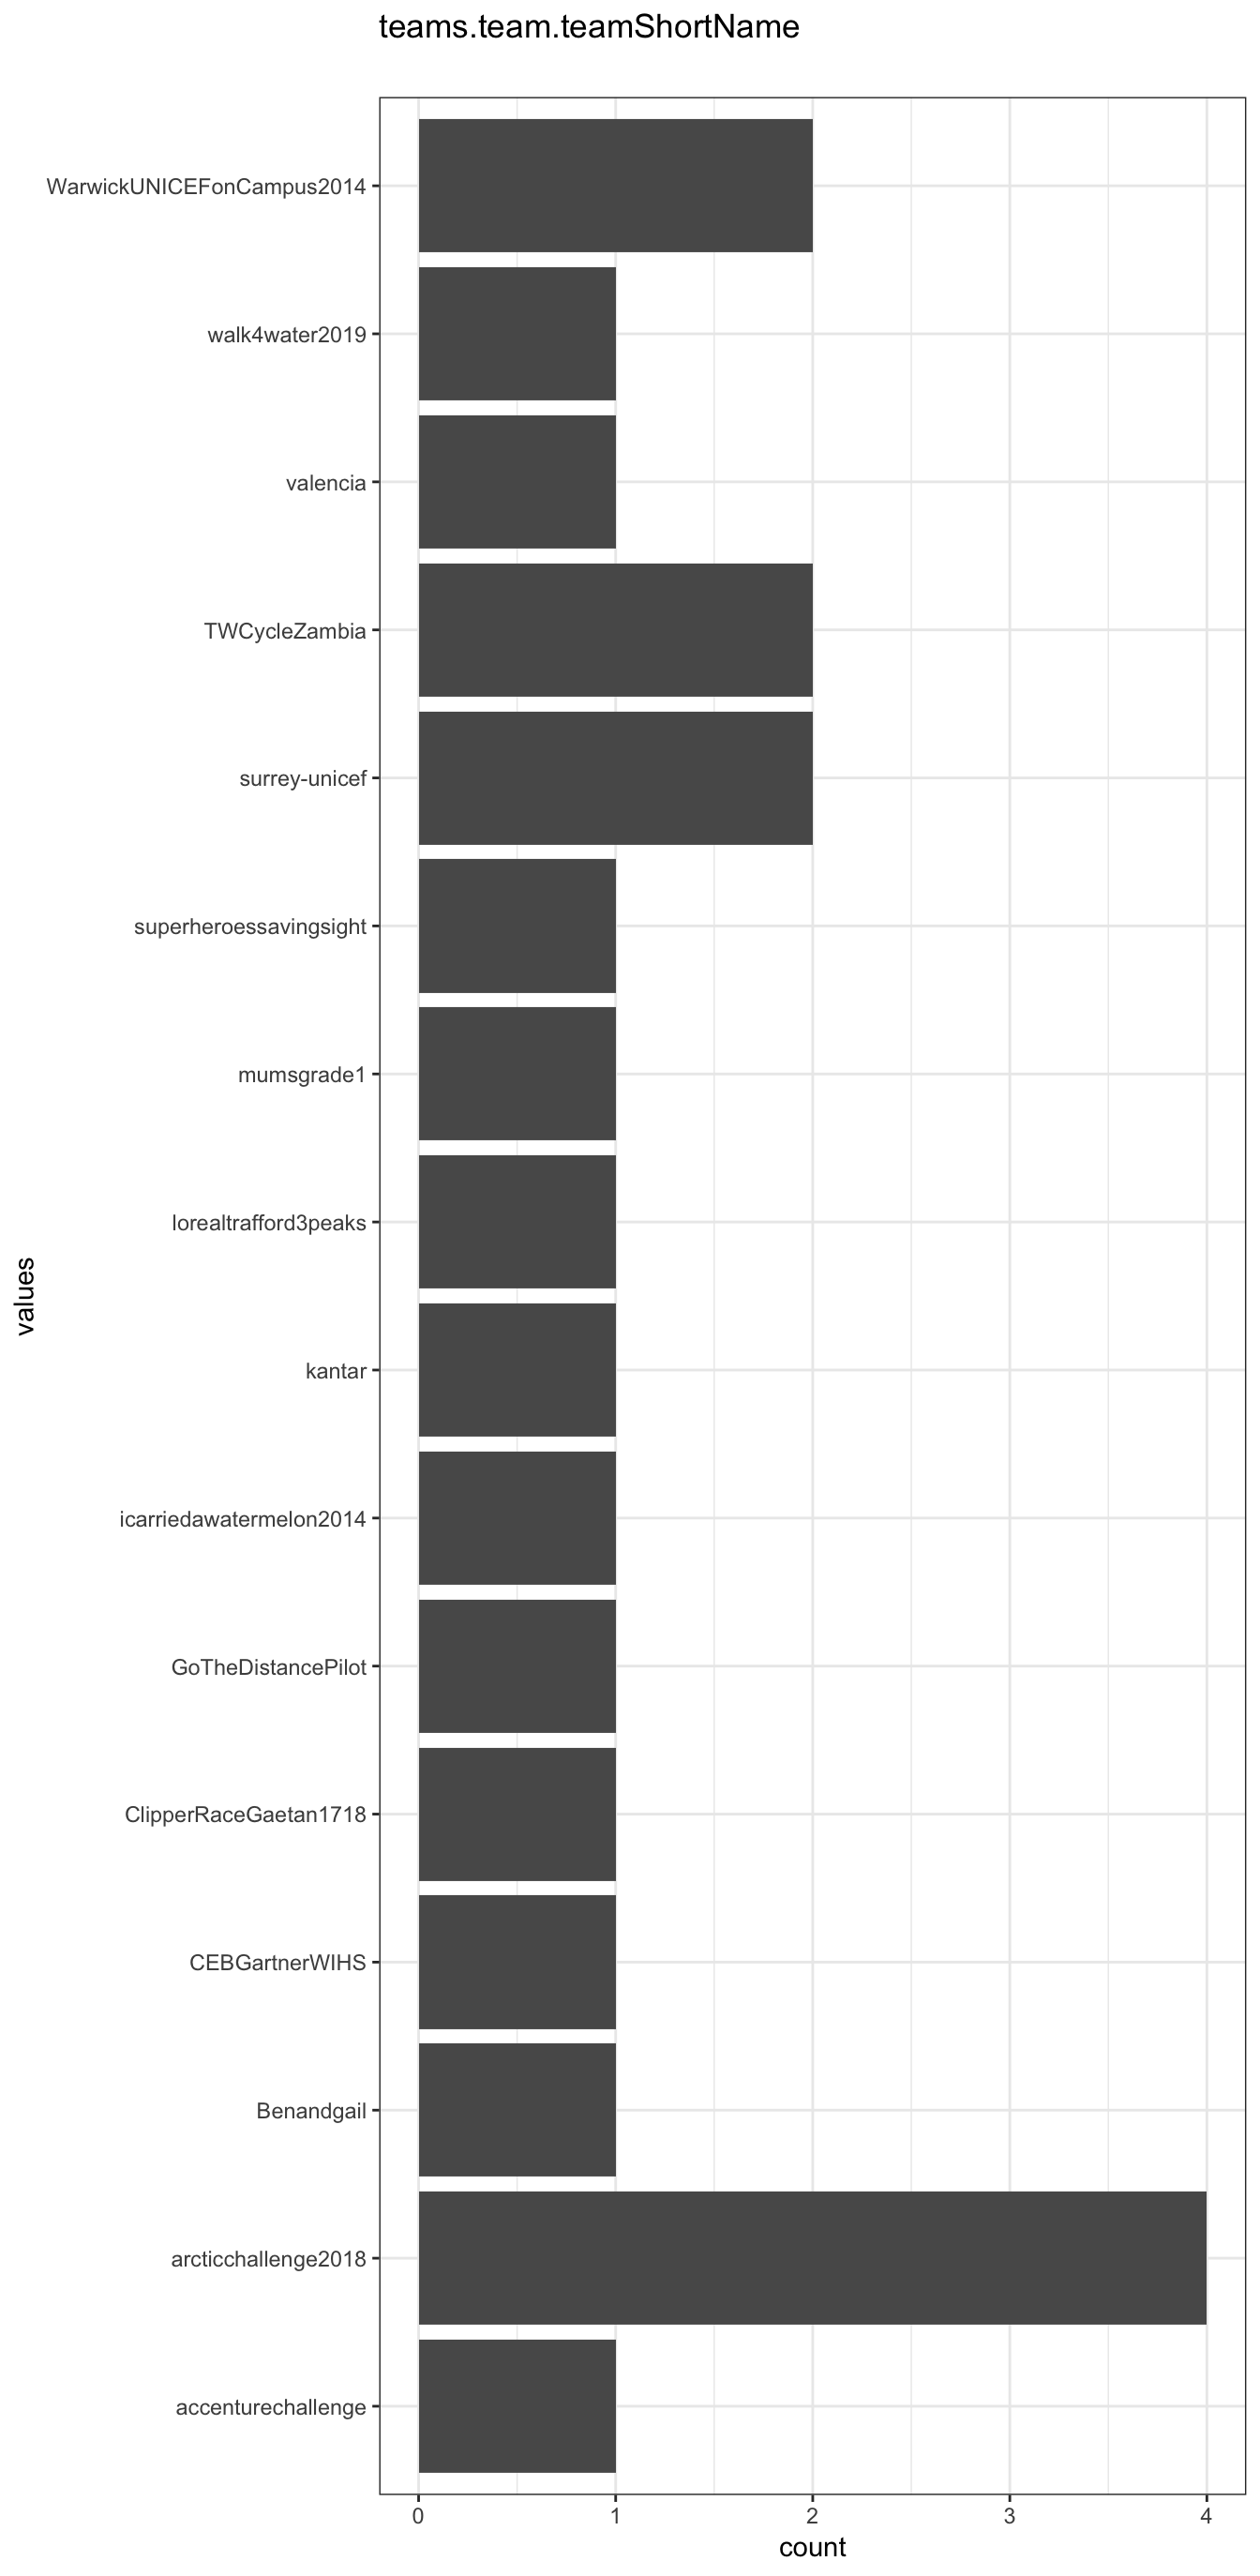 teams.team.teamShortName
WarwickUNICEFonCampus2014
walk4water2019
valencia
TWCycleZambia
surrey-unicef
superheroessavingsight
mumsgrade1
lorealtrafford3peaks
values
kantar
icarriedawatermelon2014
GoTheDistancePilot
ClipperRaceGaetan1718
CEBGartnerWIHS
Benandgail
arcticchallenge2018
accenturechallenge
0 1 2 3 4
count